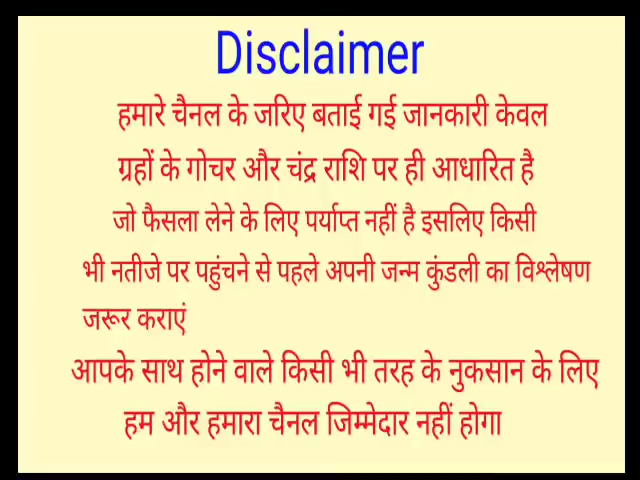 Disclaimer
हमारे चैनल के जरिए बताई गई जानकारी केवल
ग्रहों के गोचर और चंद्र राशि पर ही आधारित है
जो फैसला लेने के लिए पर्याप्त नहीं है इसलिए किसी
भी नतीजे पर पहुंचने से पहले अपनी जन्म कुंडली का विश्लेषण
जरूर कराएं
आपके साथ होने वाले किसी भी तरह के नुकसान के लिए
हम और हमारा चैनल जिम्मेदार नहीं होगा